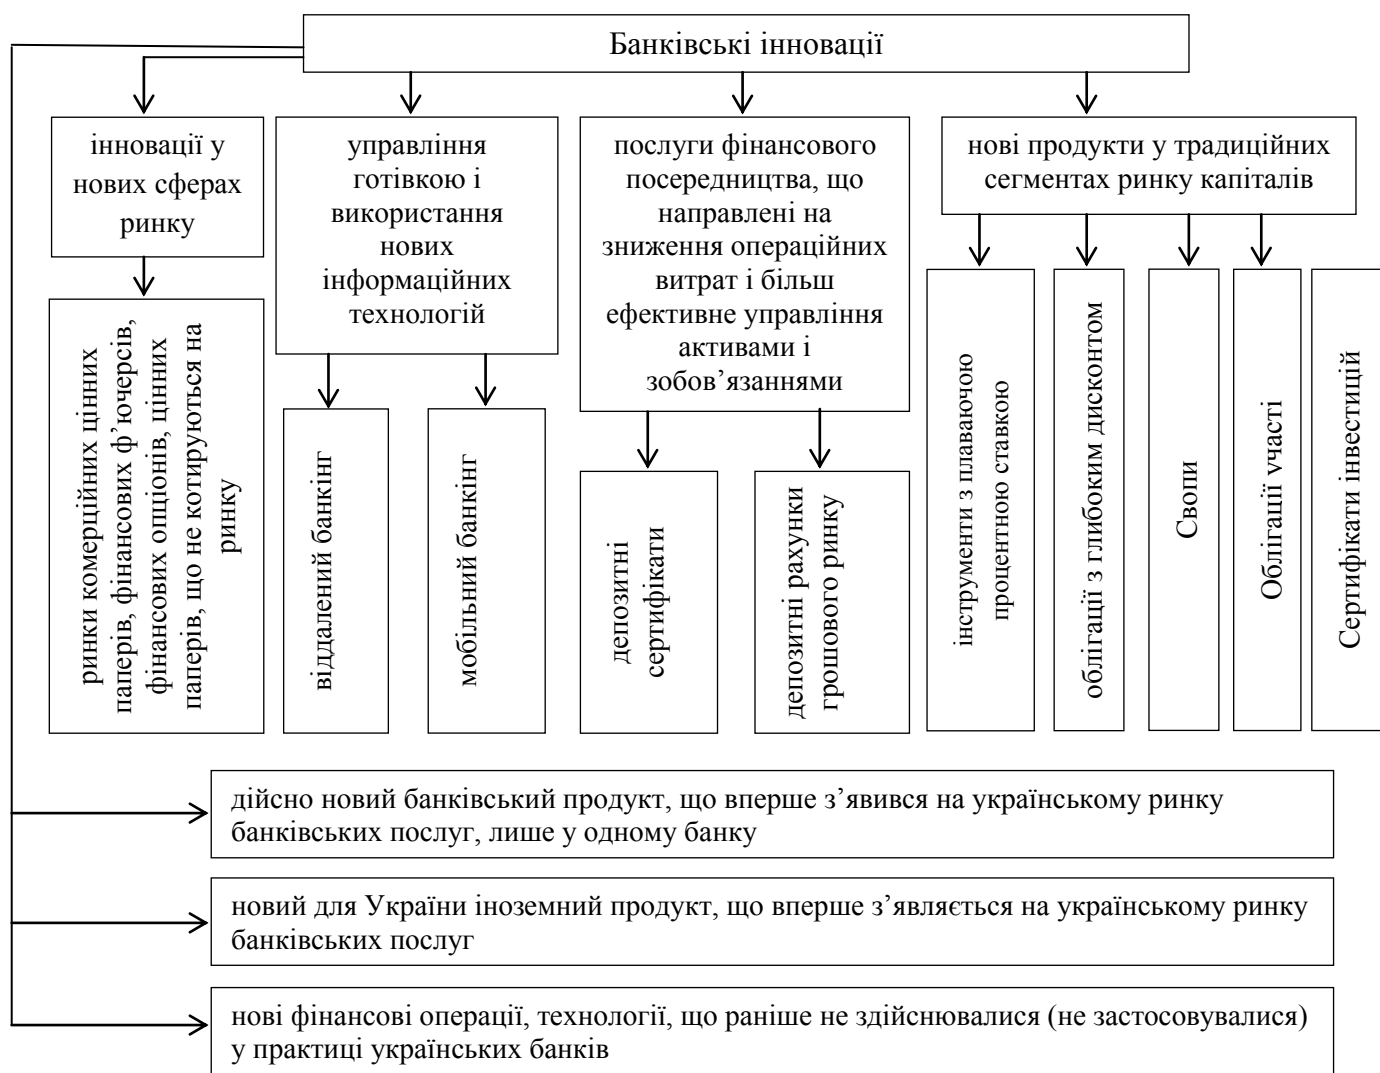 Банківські інновації
інновації у
нових сферах
ринку
управління
готівкою і
використання
нових
інформаційних
технологій
послуги фінансового
посередництва, що
направлені на
зниження операційних
витрат і більш
ефективне управління
активами і
зобов’язаннями
нові продукти у традиційних
сегментах ринку капіталів
ринки комерційних цінних
паперів, фінансових ф’ючерсів,
фінансових опціонів, цінних
паперів, що не котируються на
ринку
віддалений банкінг
мобільний банкінг
депозитні
сертифікати
депозитні рахунки
грошового ринку
інструменти з плаваючою
процентною ставкою
облігації з глибоким дисконтом
Свопи
Облігації участі
Сертифікати інвестицій
дійсно новий банківський продукт, що вперше з’явився на українському ринку
банківських послуг, лише у одному банку
новий для України іноземний продукт, що вперше з’являється на українському ринку
банківських послуг
нові фінансові операції, технології, що раніше не здійснювалися (не застосовувалися)
у практиці українських банків